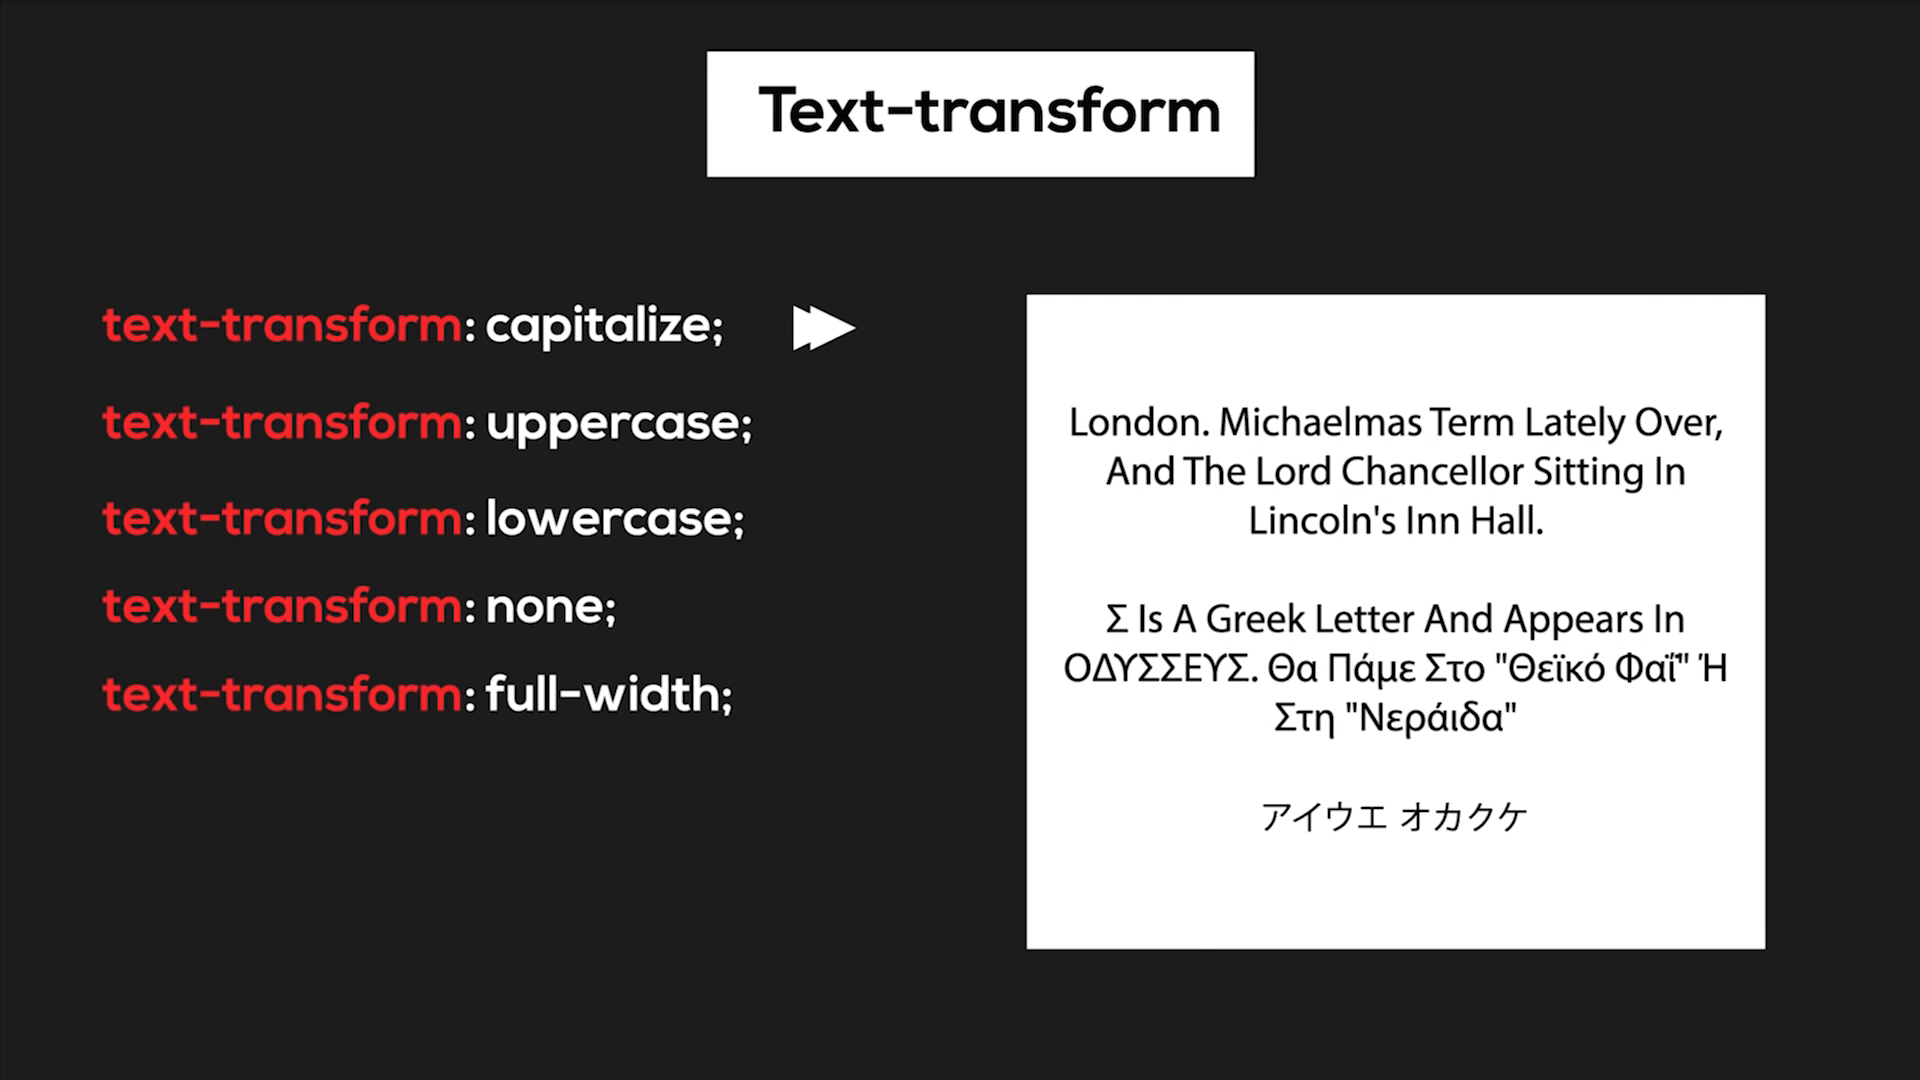 Text-transform
text-transform: capitalize;
text-transform: uppercase;
text-transform: lowercase;
text-transform: none;
text-transform: full-width;
London. Michaelmas Term Lately Over,
And The Lord Chancellor Sitting In
Lincoln's Inn Hall.
Σ Is A Greek Letter And Appears In
ΟΔΥΣΣΕΥΣ. Θα Πάμε Στο "Θεϊκό Φαΐ" Ή
Στη "Νεράιδα"
アイウエ オカクケ